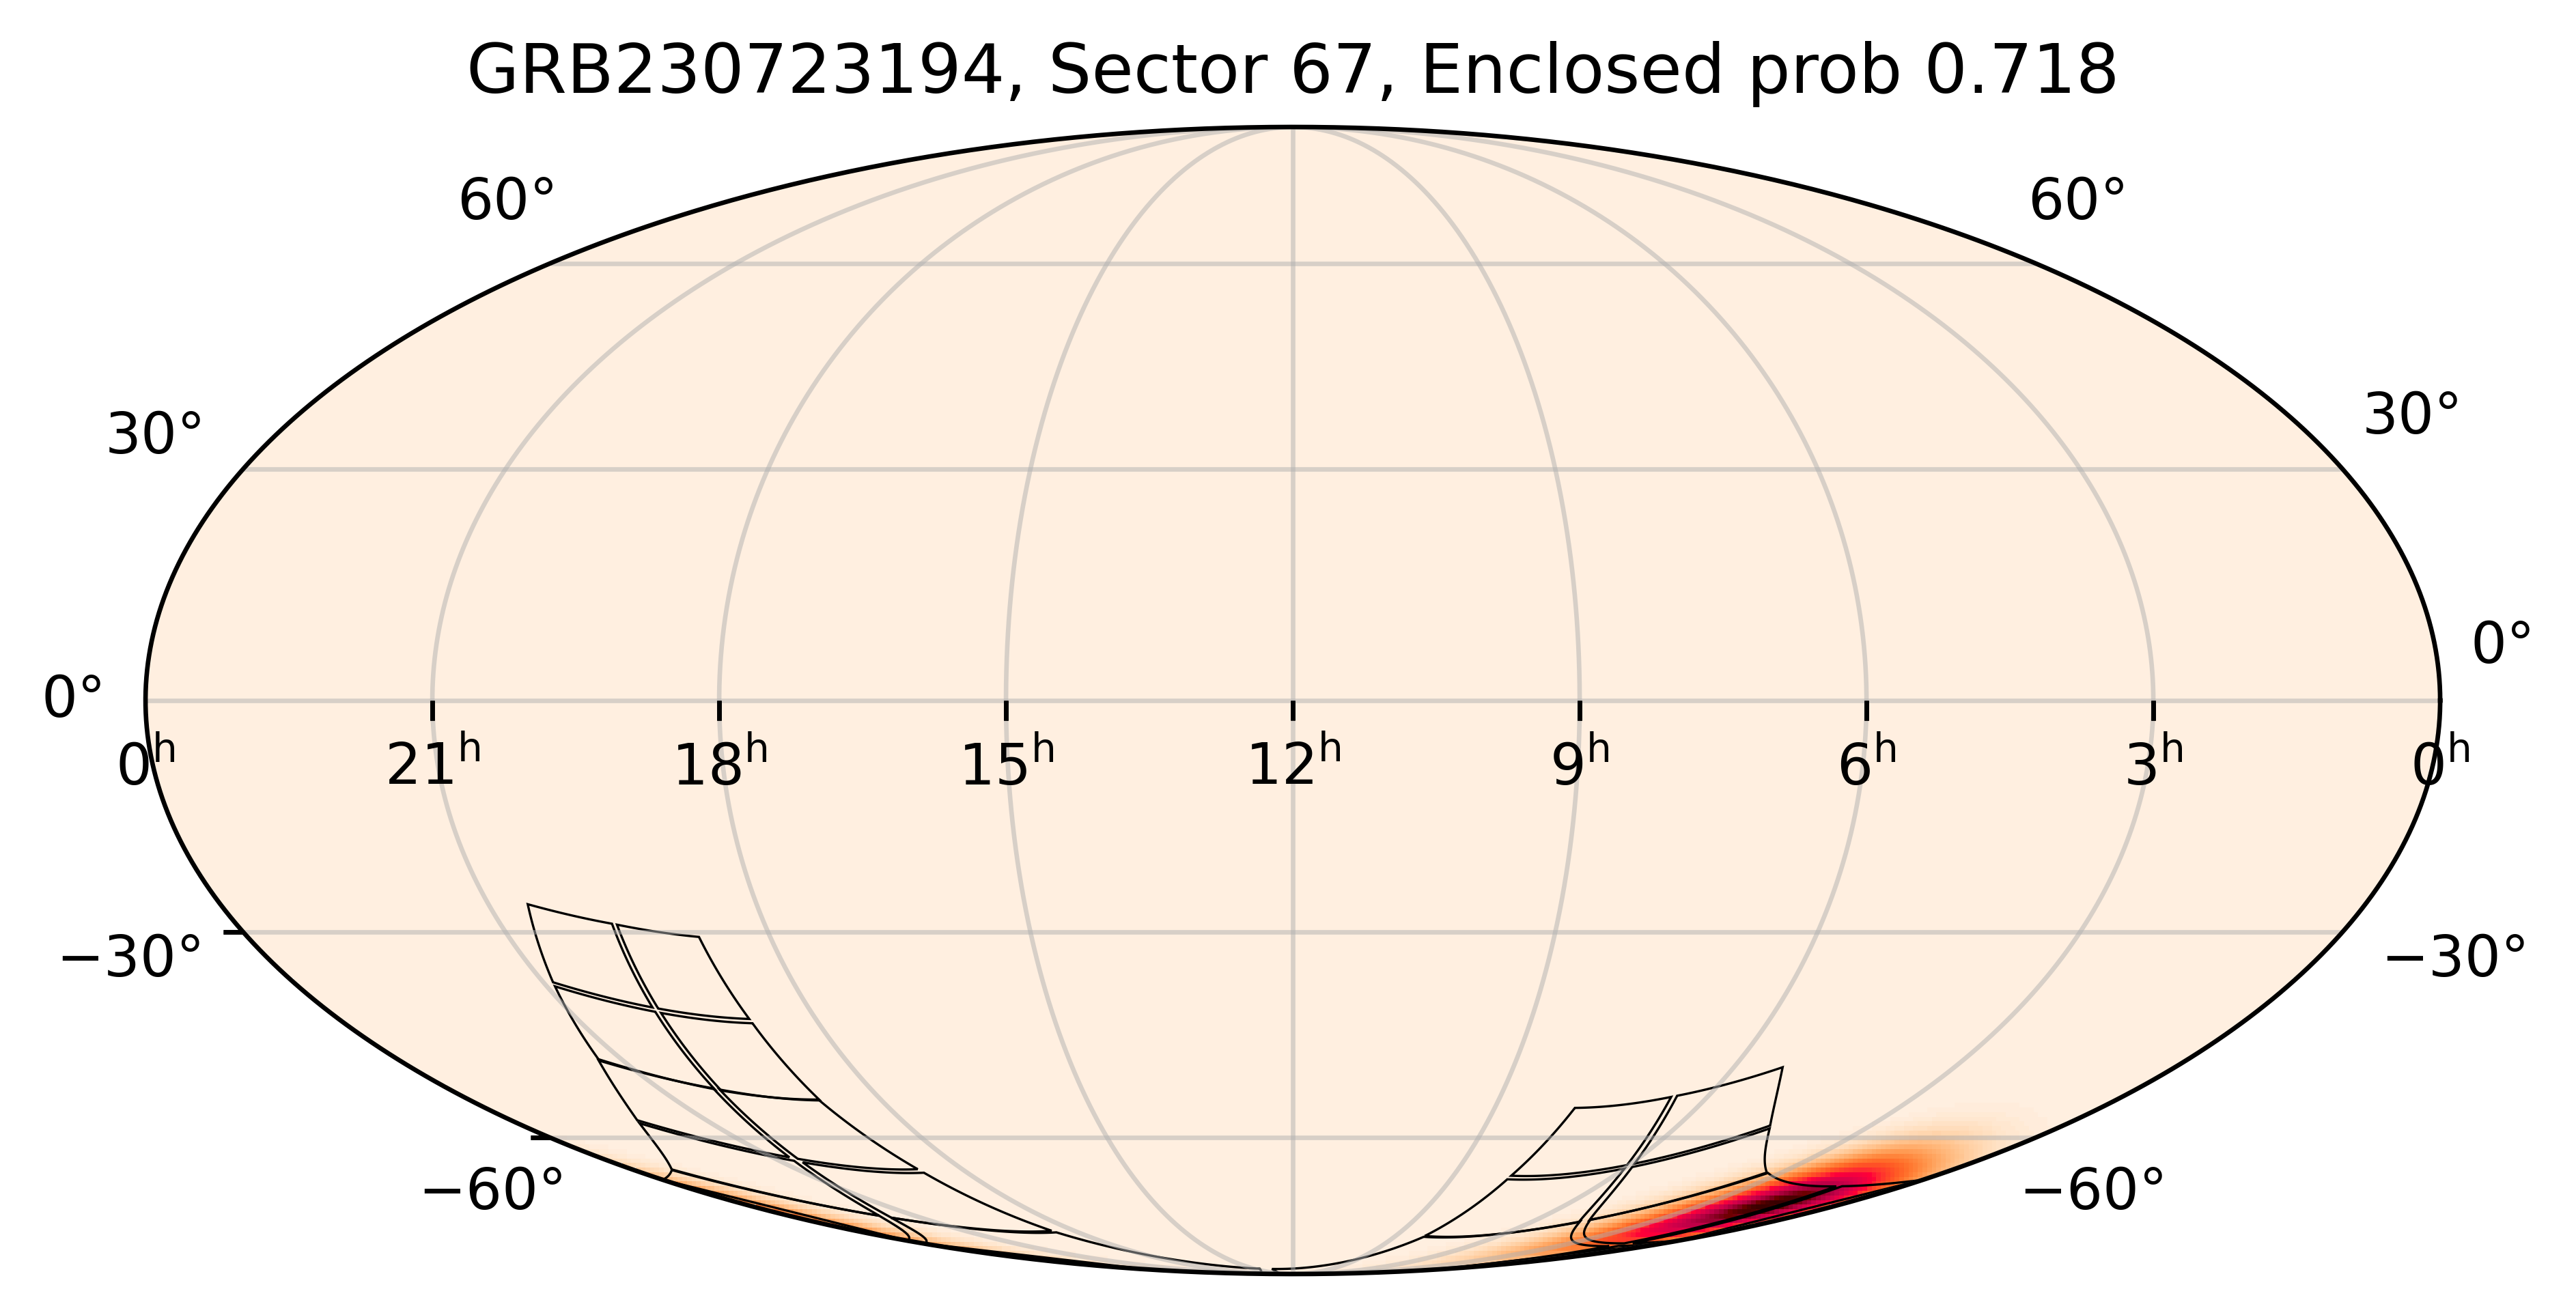 GRB230723194, Sector 67, Enclosed prob 0.718
60° 60°
30° 30°
0° 0°
0h 21h 18h 15h 12h 9h 6h 3h 0h
−30° −30°
−60° −60°